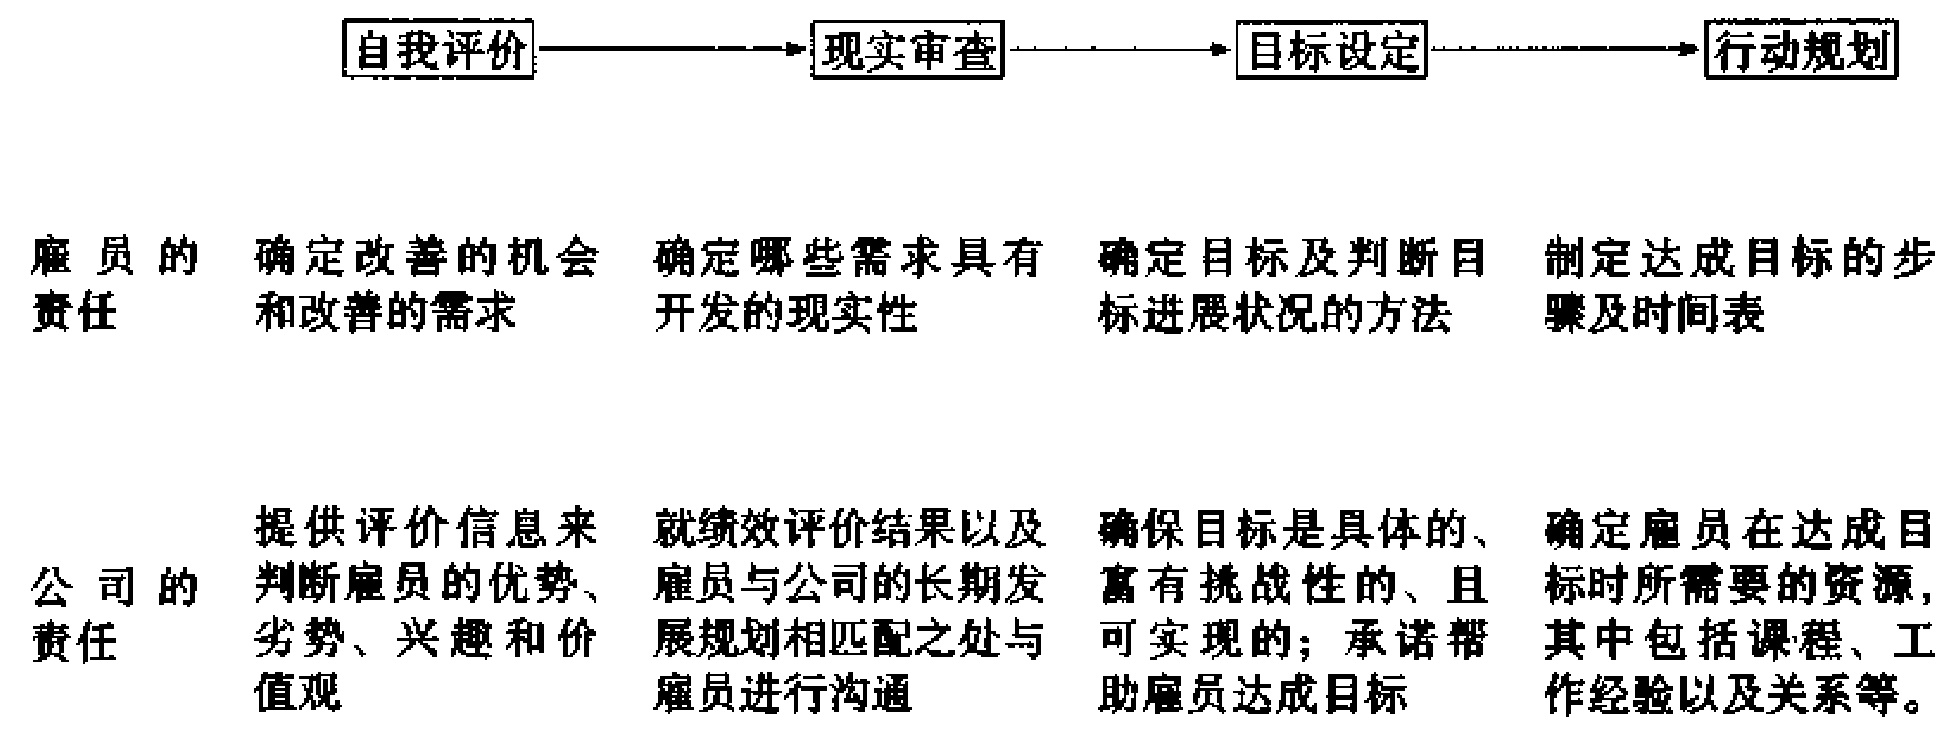 自我评价
现实审查
目标设定
行动规划
雇员的
责任
确定改善的机会
和改善的需求
确定哪些需求具有
开发的现实性
确定目标及判断目
标进展状况的方法
制定达成目标的步
骤及时间表
公司的
责任
提供评价信息来
判断雇员的优势、
劣势、兴趣和价
值观
就绩效评价结果以及
雇员与公司的长期发
展规划相匹配之处与
雇员进行沟通
确保目标是具体的、
富有挑战性的、且
可实现的；承诺帮
助雇员达成目标
确定雇员在达成目
标时所需要的资源，
其中包括课程、工
作经验以及关系等。